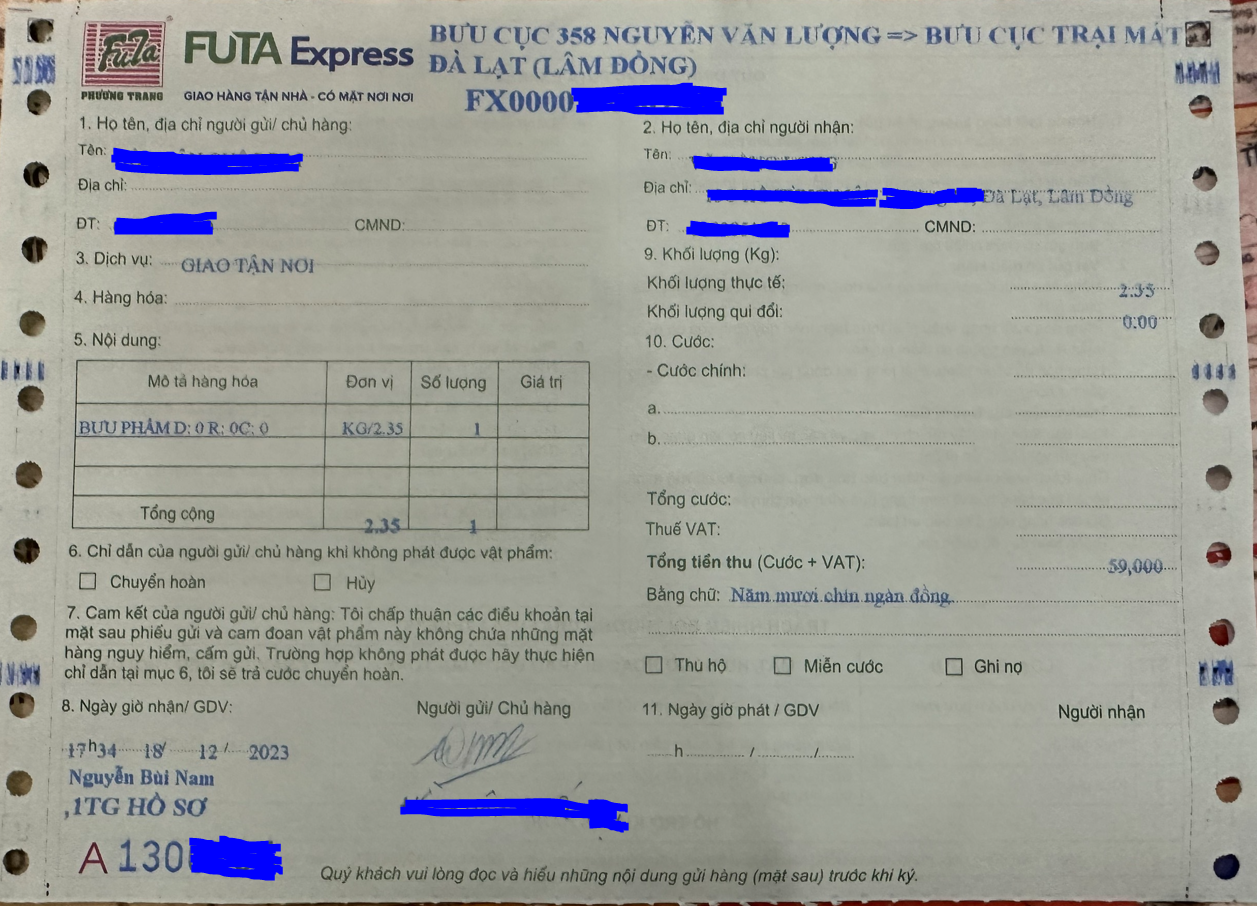 FuTa
PHƯƠNG TRANG
FUTA Express
GIAO HÀNG TẬN NHÀ - CÓ MẶT NƠI NƠI
BƯU CỤC 358 NGUYỄN VĂN LƯỢNG => BƯU CỤC TRẠI MÁT
ĐÀ LẠT (LÂM ĐỒNG)
FX0000
1. Họ tên, địa chỉ người gửi/ chủ hàng:
Tên:
Địa chỉ:
ĐT: CMND:
3. Dịch vụ: GIAO TẬN NƠI
4. Hàng hóa:
5. Nội dung:
Mô tả hàng hóa Đơn vị Số lượng Giá trị
BƯU PHẨM D: 0 R: 0C: 0 KG/2.35 1
Tổng cộng 2.35 1
6. Chỉ dẫn của người gửi/ chủ hàng khi không phát được vật phẩm:
Chuyển hoàn Hủy
7. Cam kết của người gửi/ chủ hàng: Tôi chấp thuận các điều khoản tại
mặt sau phiếu gửi và cam đoan vật phẩm này không chứa những mặt
hàng nguy hiểm, cấm gửi. Trường hợp không phát được hãy thực hiện
chỉ dẫn tại mục 6, tôi sẽ trả cước chuyển hoàn.
8. Ngày giờ nhận/ GDV: Người gửi/ Chủ hàng
17h34 18/ 12 / 2023
Nguyễn Bùi Nam
,1TG HỒ SƠ
A 130
2. Họ tên, địa chỉ người nhận:
Tên:
Địa chỉ: Đà Lạt, Lâm Đồng
ĐT: CMND:
9. Khối lượng (Kg):
Khối lượng thực tế: 2.35
Khối lượng qui đổi: 0.00
10. Cước:
- Cước chính:
a.
b.
Tổng cước:
Thuế VAT:
Tổng tiền thu (Cước + VAT): 59,000
Bằng chữ: Năm mươi chín ngàn đồng
Thu hộ Miễn cước Ghi nợ
11. Ngày giờ phát / GDV Người nhận
h / /
Quý khách vui lòng đọc và hiểu những nội dung gửi hàng (mặt sau) trước khi ký.